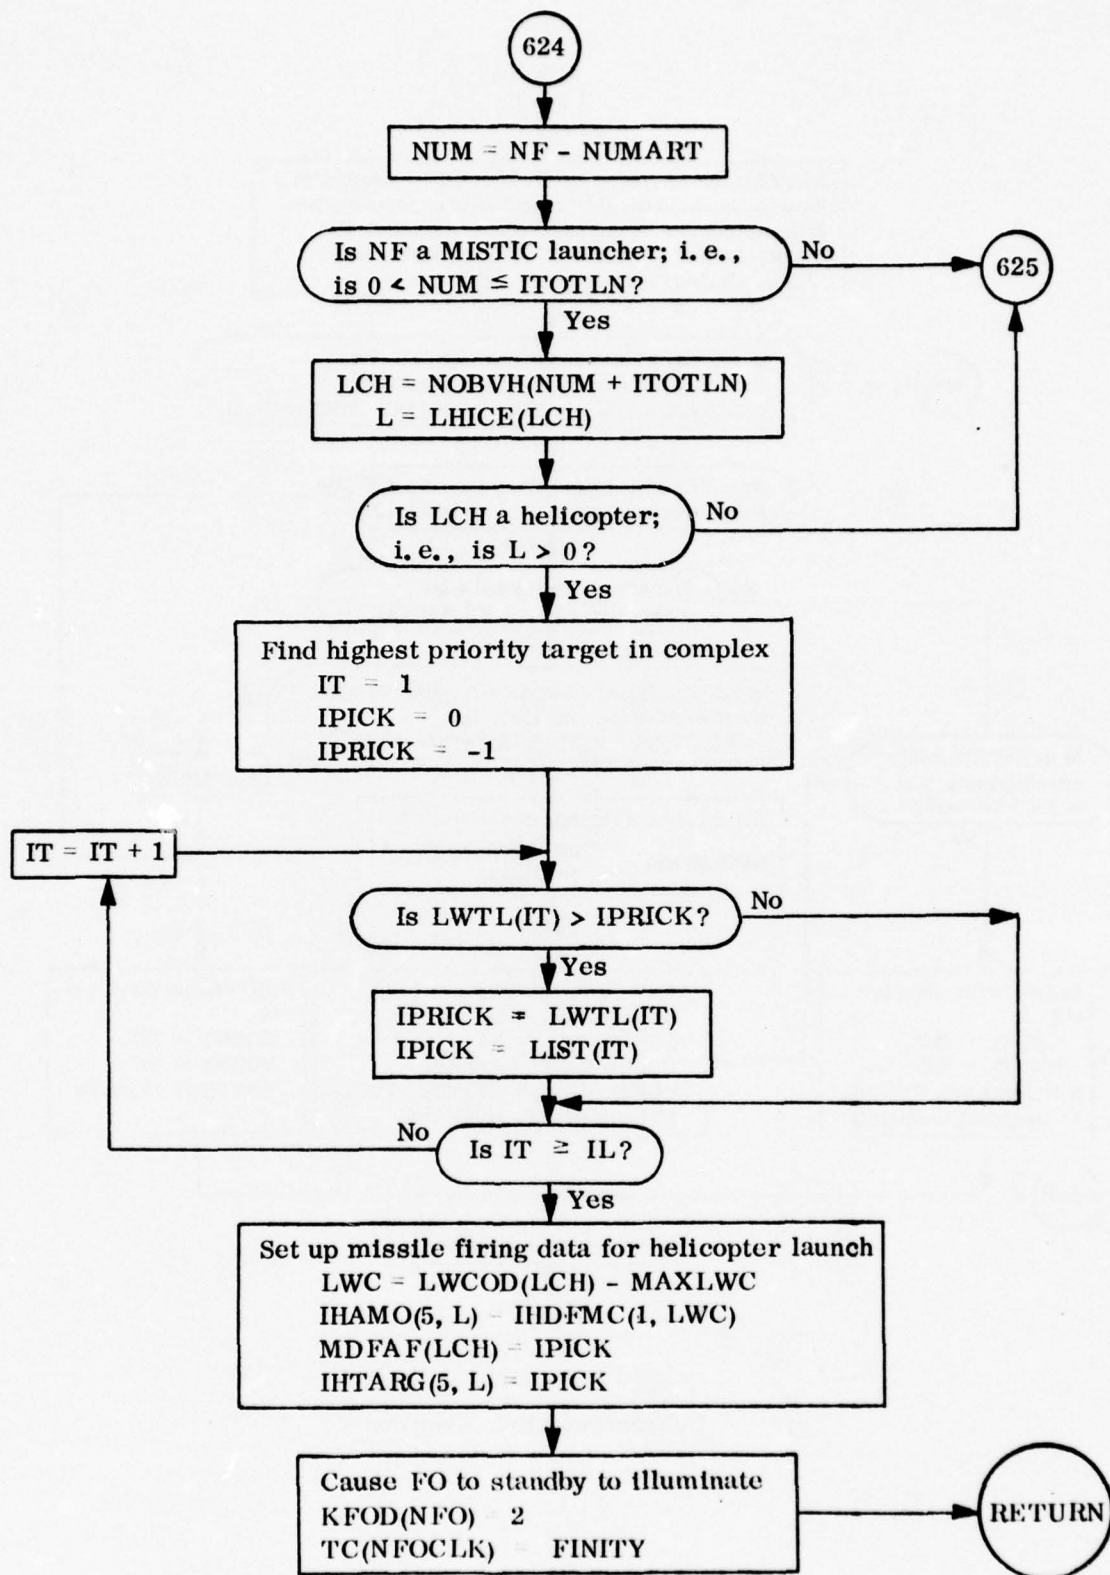 624
NUM = NF - NUMART
Is NF a MISTIC launcher; i.e.,
is 0 < NUM ≤ ITOTLN?
No
625
Yes
LCH = NOBVH(NUM + ITOTLN)
L = LHICE(LCH)
Is LCH a helicopter;
i.e., is L > 0?
No
Yes
Find highest priority target in complex
IT = 1
IPICK = 0
IPRICK = -1
IT = IT + 1
Is LWTL(IT) > IPRICK?
No
Yes
IPRICK = LWTL(IT)
IPICK = LIST(IT)
No
Is IT ≥ IL?
Yes
Set up missile firing data for helicopter launch
LWC = LWCOD(LCH) - MAXLWC
IHAMO(5, L) = IHDFMC(1, LWC)
MDFAF(LCH) = IPICK
IHTARG(5, L) = IPICK
Cause FO to standby to illuminate
KFOD(NFO) 2
TC(NFOCLK) FINITY
RETURN